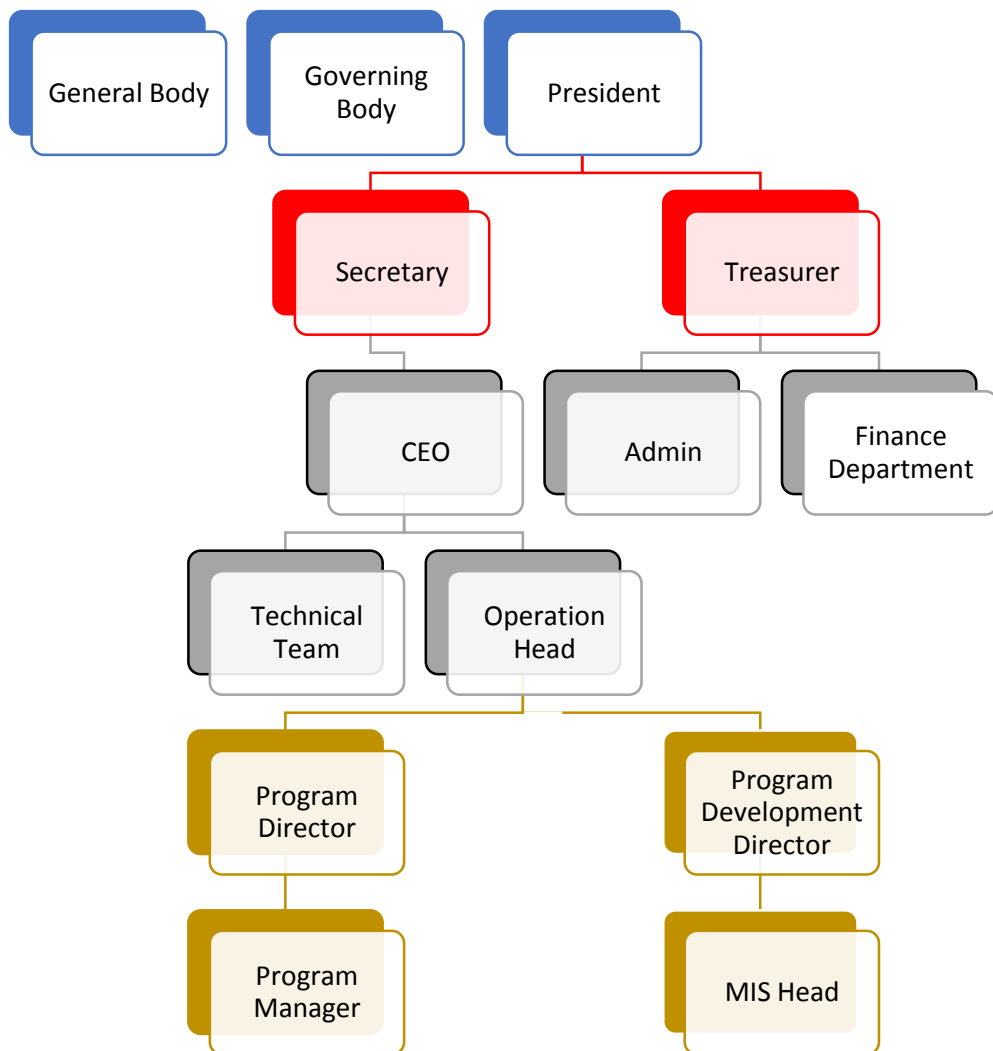 General Body
Governing
Body
President
Secretary
Treasurer
CEO
Admin
Finance
Department
Technical
Team
Operation
Head
Program
Director
Program
Development
Director
Program
Manager
MIS Head